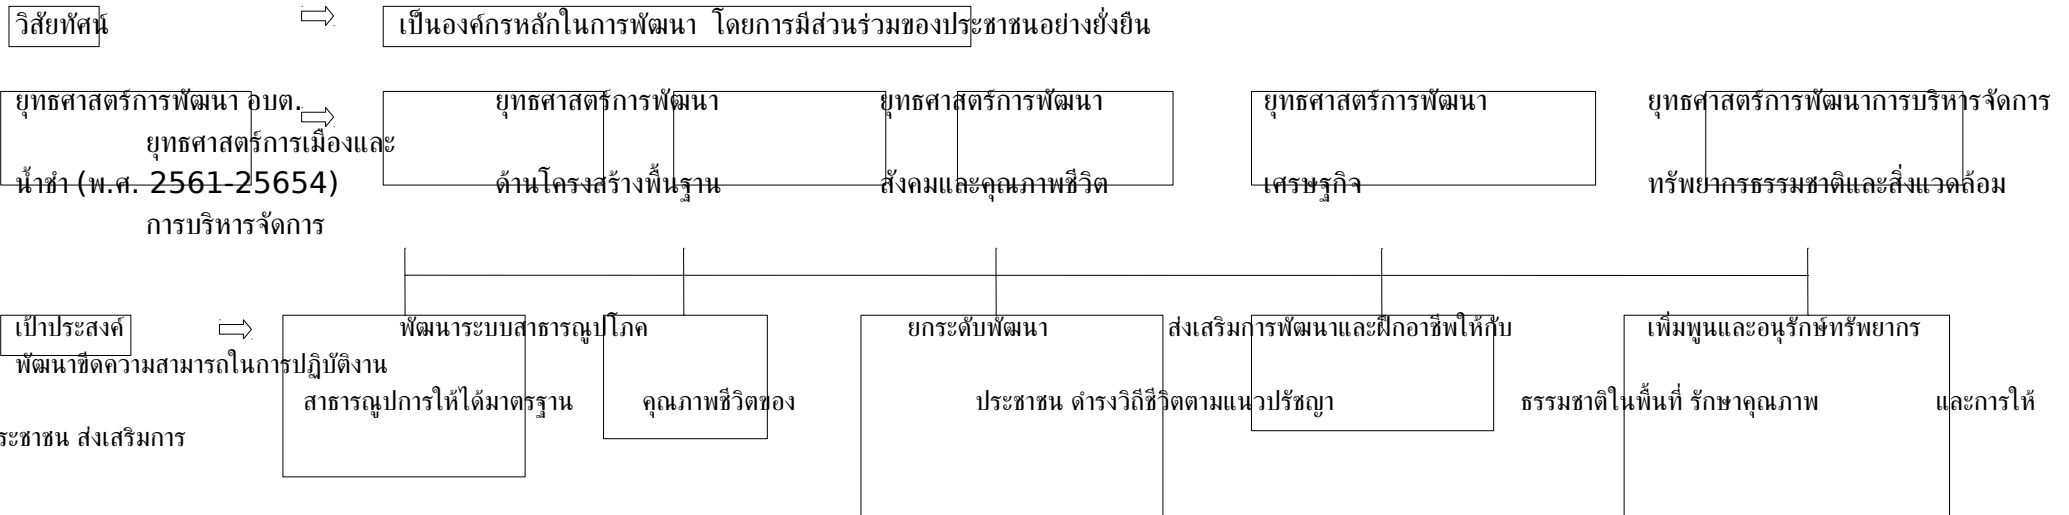 วิสัยทัศน์ เป็นองค์กรหลักในการพัฒนา โดยการมีส่วนร่วมของประชาชนอย่างยั่งยืน
ยุทธศาสตร์การพัฒนา อบต. ยุทธศาสตร์การพัฒนา ยุทธศาสตร์การพัฒนา ยุทธศาสตร์การพัฒนา ยุทธศาสตร์การพัฒนาการบริหารจัดการ
ยุทธศาสตร์การเมืองและ
น้ำชำ (พ.ศ. 2561-25654) ด้านโครงสร้างพื้นฐาน สังคมและคุณภาพชีวิต เศรษฐกิจ ทรัพยากรธรรมชาติและสิ่งแวดล้อม
การบริหารจัดการ
เป้าประสงค์ พัฒนาระบบสาธารณูปโภค ยกระดับพัฒนา ส่งเสริมการพัฒนาและฝึกอาชีพให้กับ เพิ่มพูนและอนุรักษ์ทรัพยากร
พัฒนาขีดความสามารถในการปฏิบัติงาน
สาธารณูปการให้ได้มาตรฐาน คุณภาพชีวิตของ ประชาชน ดำรงวิถีชีวิตตามแนวปรัชญา ธรรมชาติในพื้นที่ รักษาคุณภาพ และการให้
ระชาชน ส่งเสริมการ